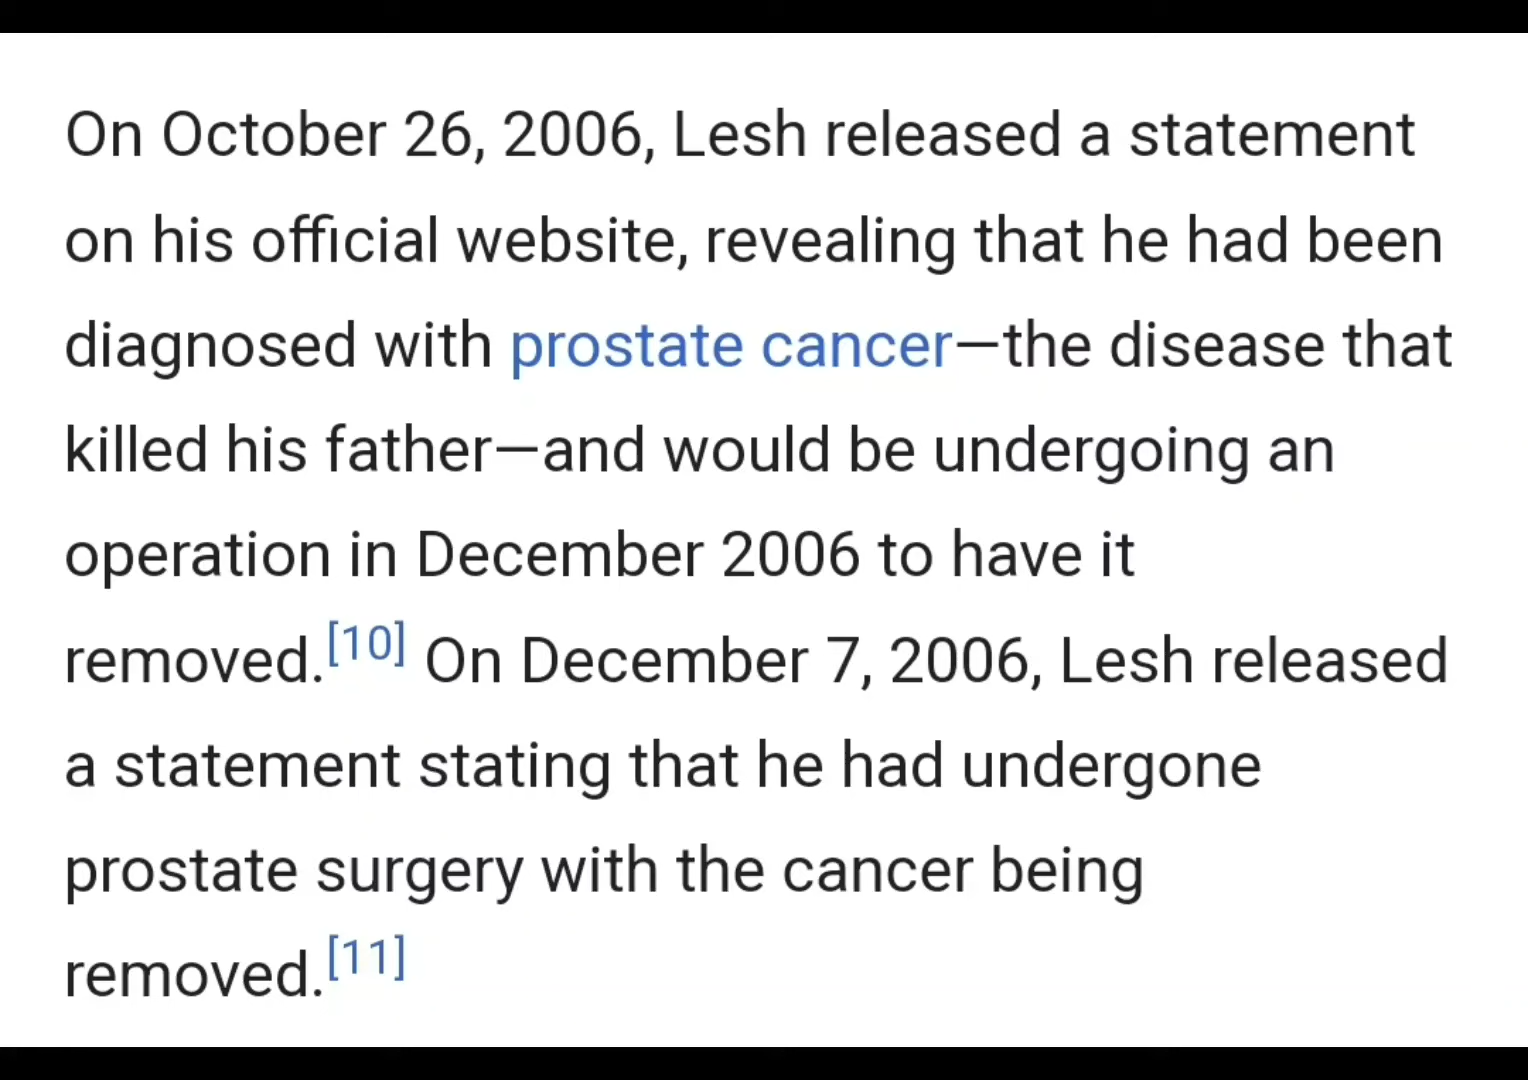 On October 26, 2006, Lesh released a statement
on his official website, revealing that he had been
diagnosed with prostate cancer—the disease that
killed his father—and would be undergoing an
operation in December 2006 to have it
removed.[10] On December 7, 2006, Lesh released
a statement stating that he had undergone
prostate surgery with the cancer being
removed.[11]